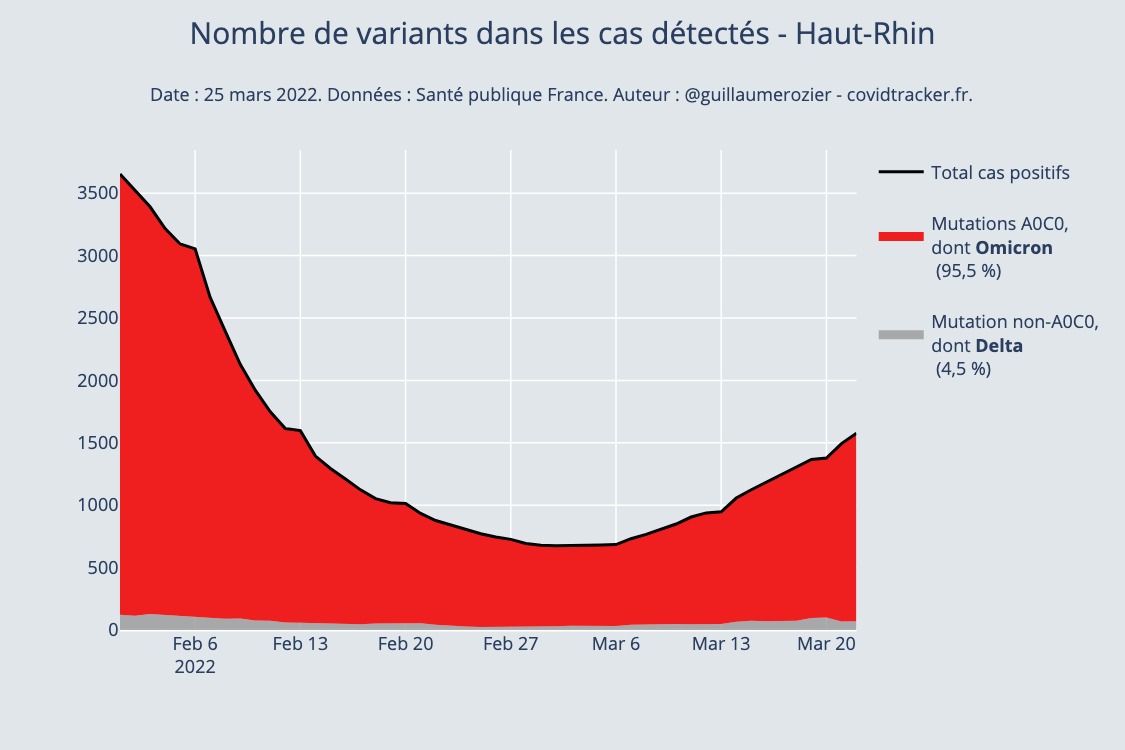 Nombre de variants dans les cas détectés - Haut-Rhin
Date : 25 mars 2022. Données : Santé publique France. Auteur : @guillaumerozier - covidtracker.fr.
3500
3000
2500
2000
1500
1000
500
0
Feb 6
2022
Feb 13
Feb 20
Feb 27
Mar 6
Mar 13
Mar 20
Total cas positifs
Mutations A0C0,
dont Omicron
(95,5 %)
Mutation non-A0C0,
dont Delta
(4,5 %)